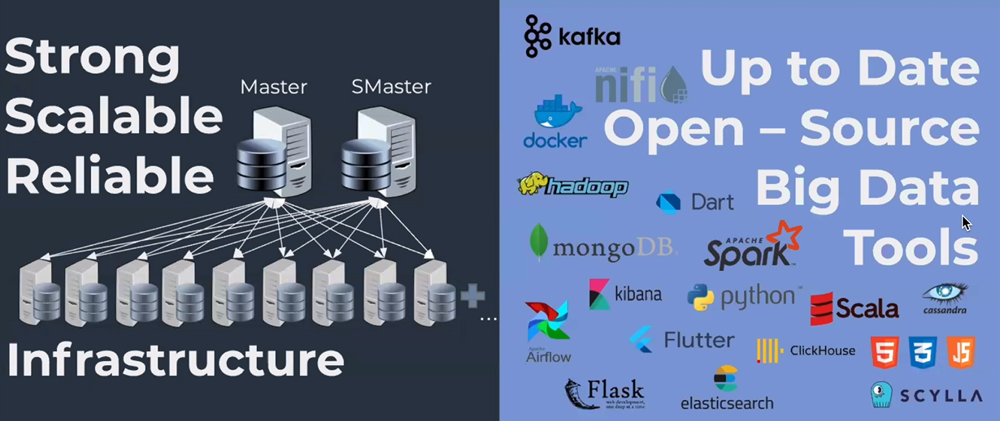 Strong
Scalable
Reliable
Master
SMaster
...
Infrastructure
kafka
APACHE
nifi
Up to Date
docker
Open – Source
hadoop
Dart
Big Data
mongoDB
APACHE
Spark™
Tools
kibana
python™
Scala
cassandra
Apache
Airflow
Flutter
ClickHouse
5
3
JS
Flask
web development,
one drop at a time
elasticsearch
SCYLLA